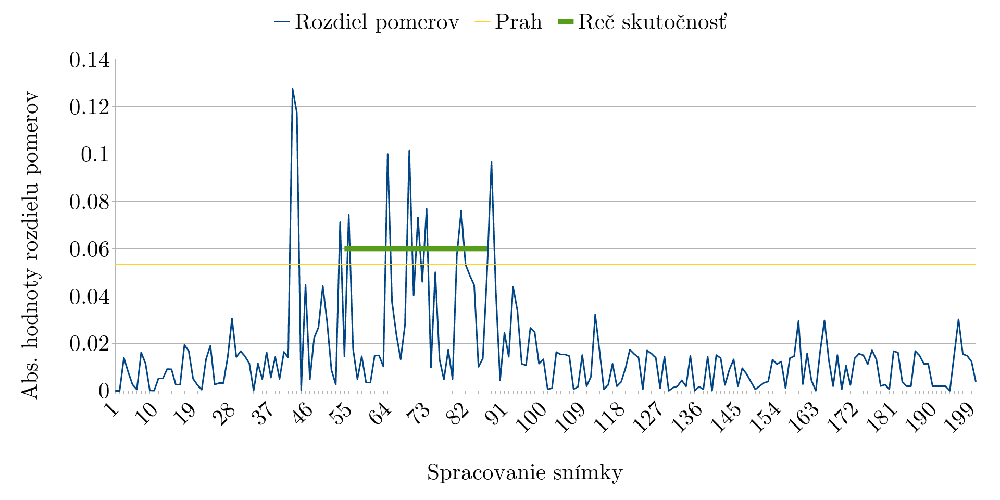 Rozdiel pomerov Prah Reč skutočnosť
0.14
0.12
0.1
0.08
0.06
0.04
0.02
0
Abs. hodnoty rozdielu pomerov
1 10 19 28 37 46 55 64 73 82 91 100 109 118 127 136 145 154 163 172 181 190 199
Spracovanie snímky